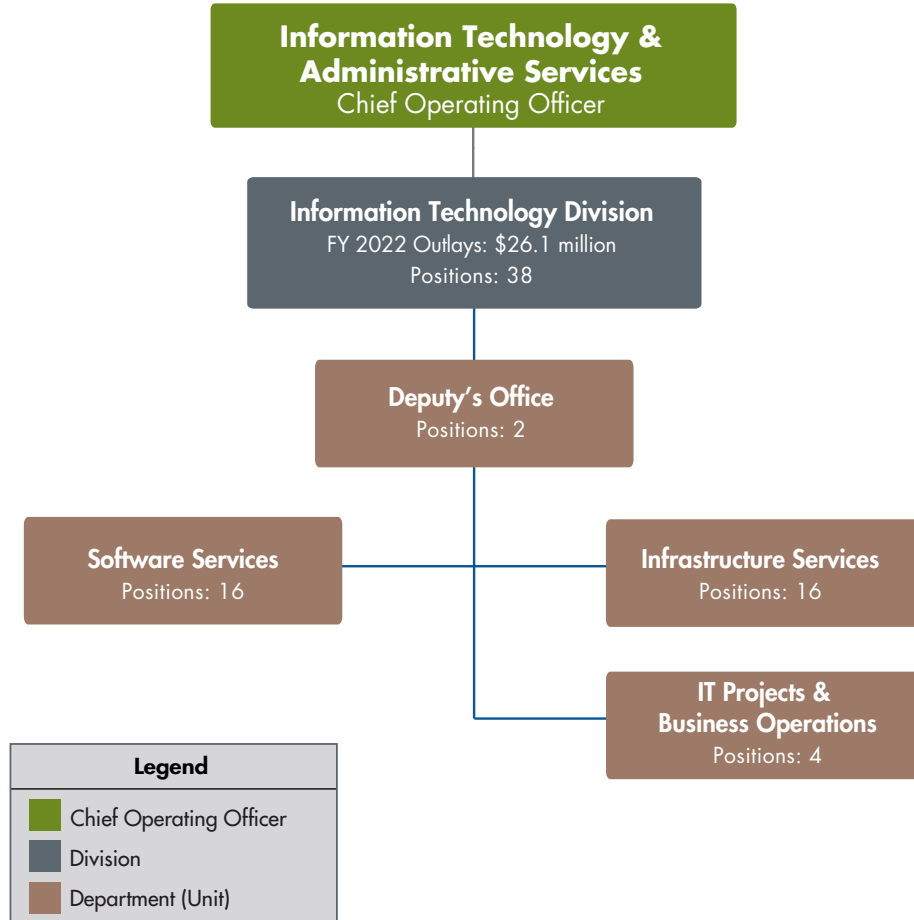 Information Technology &
Administrative Services
Chief Operating Officer
Information Technology Division
FY 2022 Outlays: $26.1 million
Positions: 38
Deputy’s Office
Positions: 2
Software Services
Positions: 16
Infrastructure Services
Positions: 16
IT Projects &
Business Operations
Positions: 4
Legend
Chief Operating Officer
Division
Department (Unit)